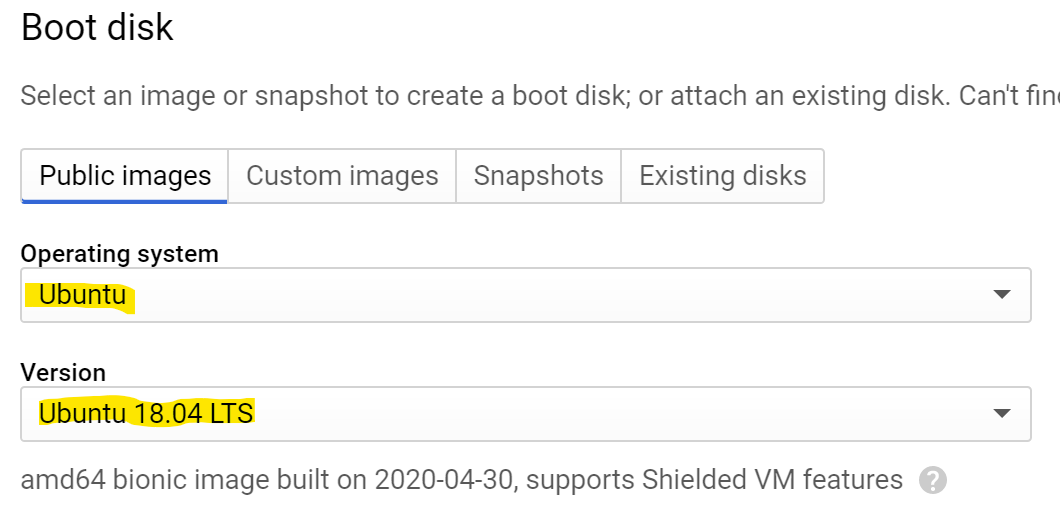 Boot disk
Select an image or snapshot to create a boot disk; or attach an existing disk. Can't find
Public images Custom images Snapshots Existing disks
Operating system
Ubuntu
Version
Ubuntu 18.04 LTS
amd64 bionic image built on 2020-04-30, supports Shielded VM features ?